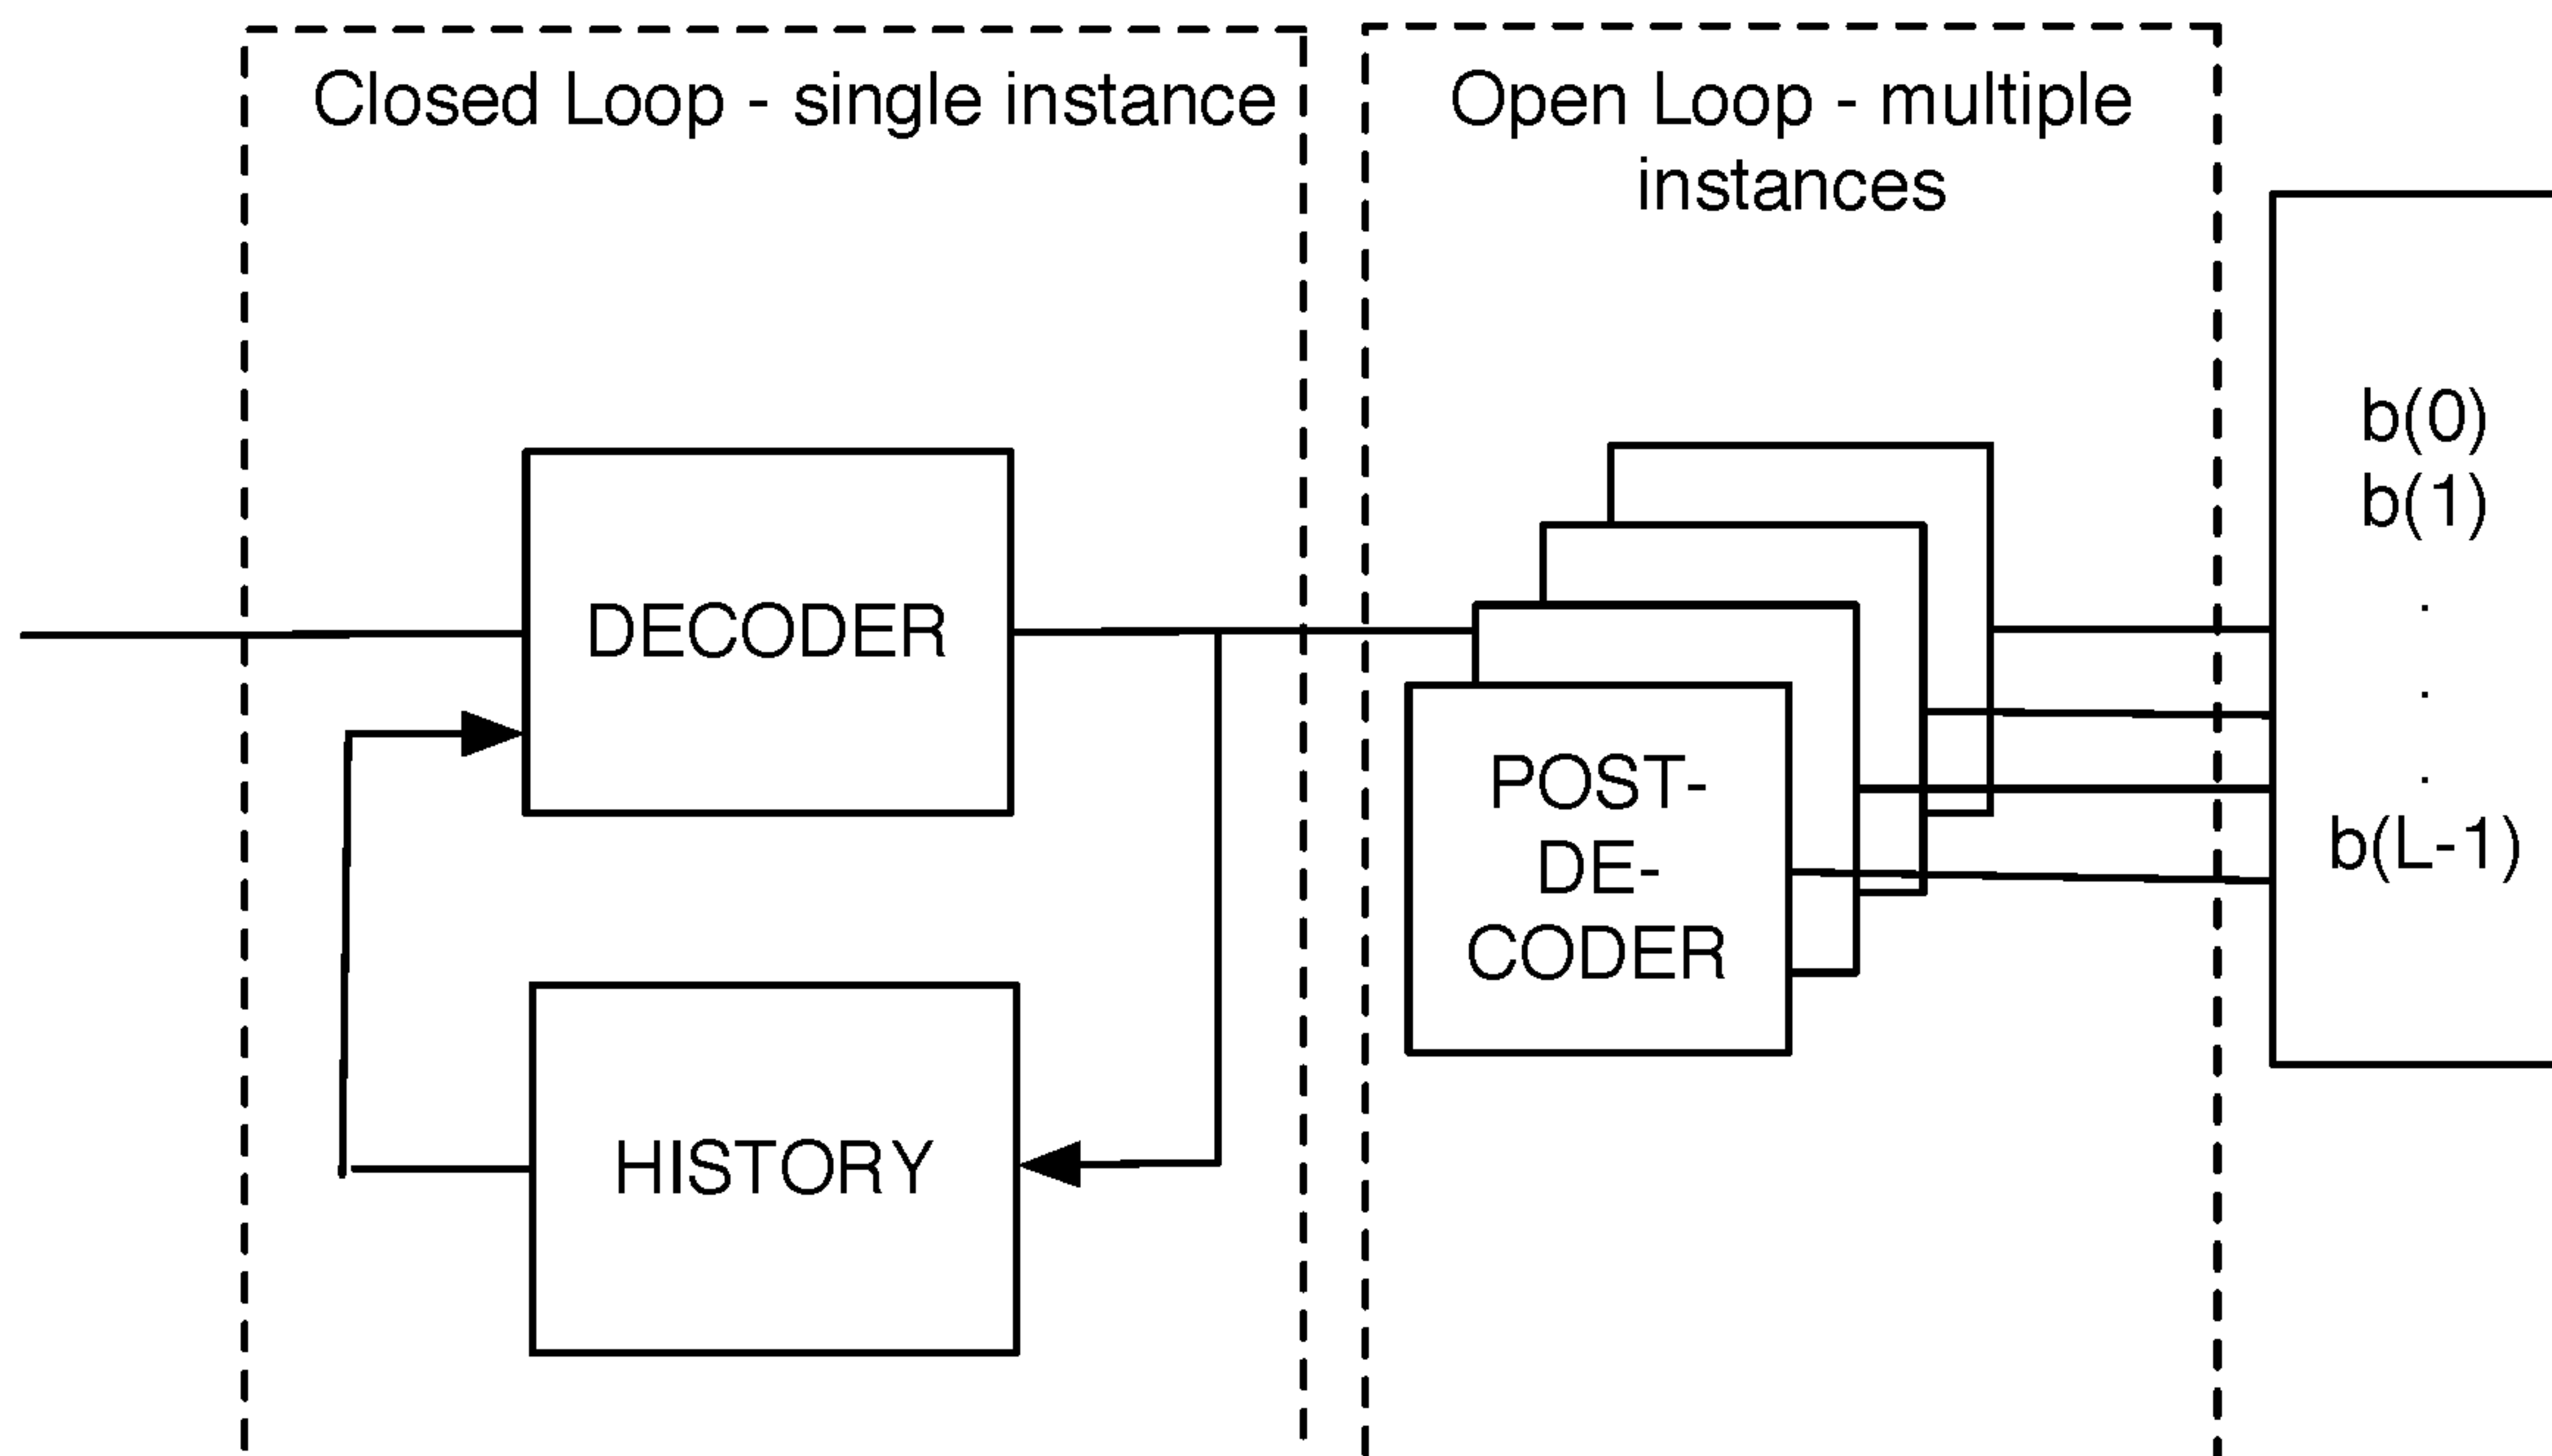 Closed Loop - single instance
Open Loop - multiple
instances
DECODER
HISTORY
POST-
DE-
CODER
b(0)
b(1)
.
.
.
b(L-1)